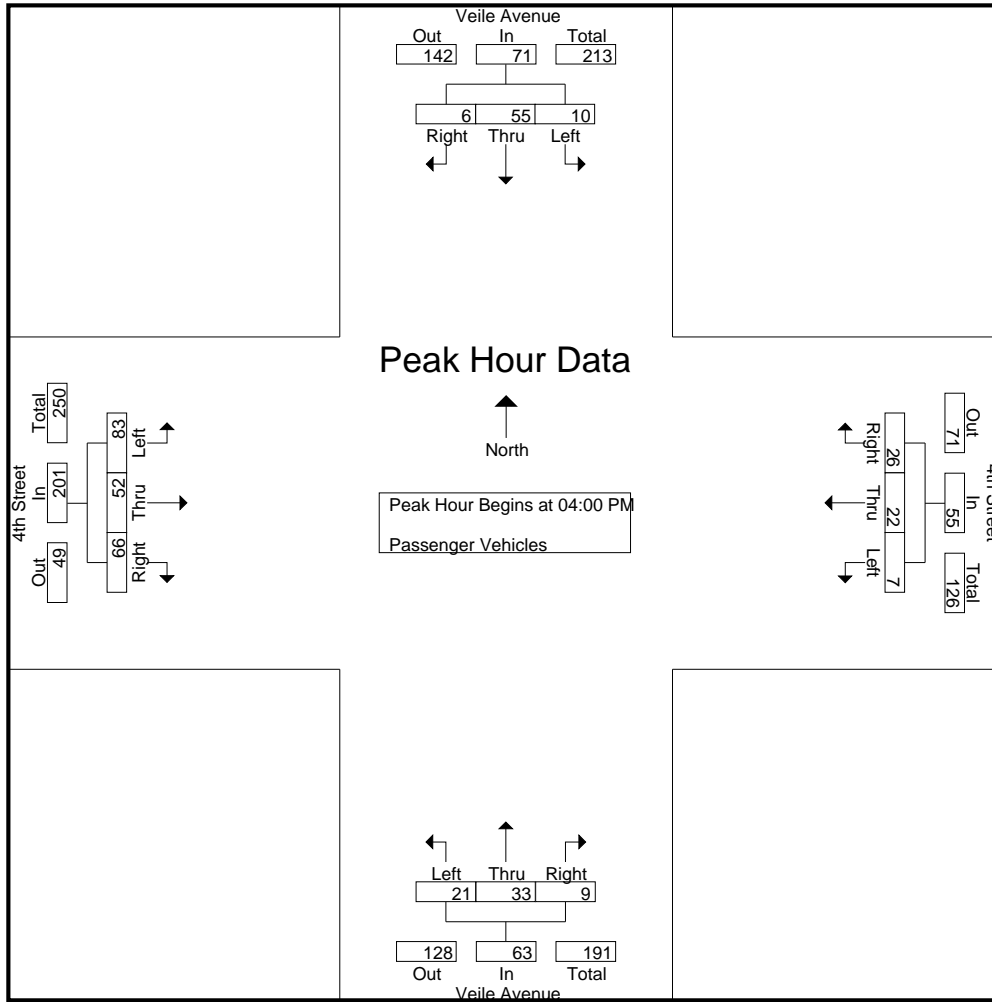 Veile Avenue
Out In Total
142 71 213
6 55 10
Right Thru Left
Peak Hour Data
North
Peak Hour Begins at 04:00 PM
Passenger Vehicles
4th Street
Total In Out
250 201 49
83 52 66
Left Thru Right
Right Thru Left
26 22 7
Out In Total
71 55 126
4th Street
Left Thru Right
21 33 9
128 63 191
Out In Total
Veile Avenue